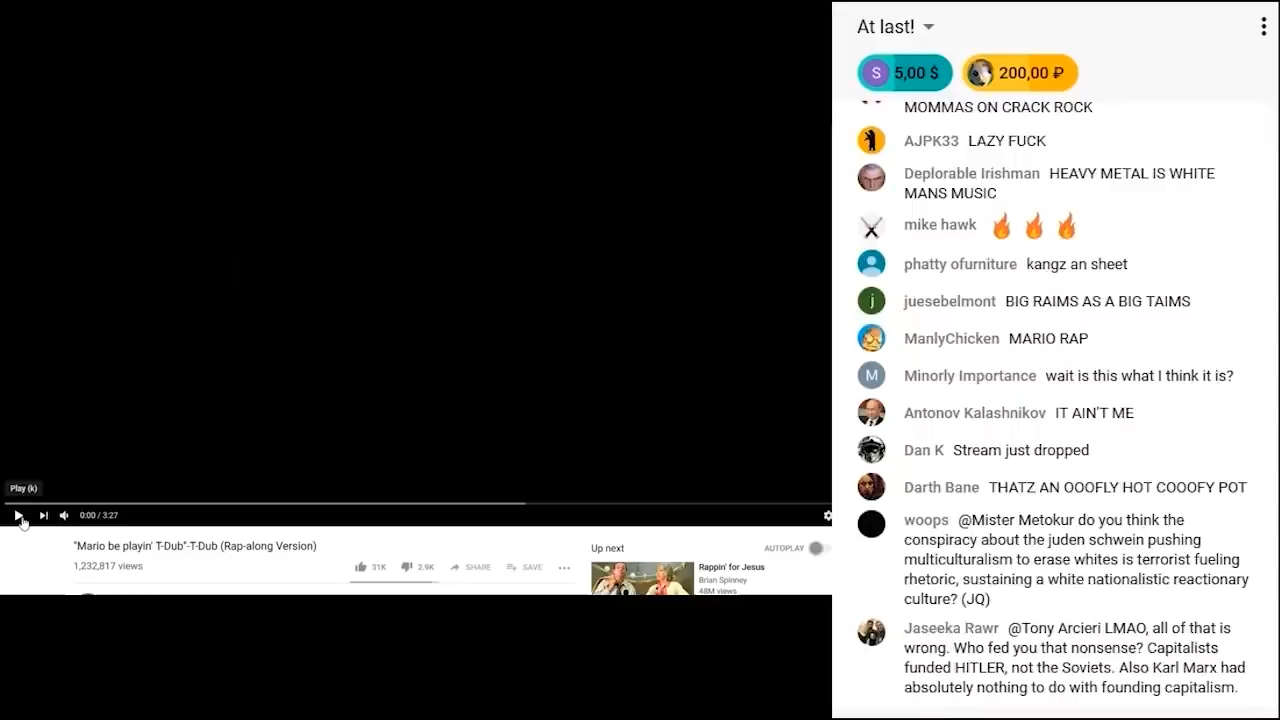 Play (k)
0:00 / 3:27
"Mario be playin' T-Dub"-T-Dub (Rap-along Version)
1,232,817 views
31K
2.9K
SHARE
SAVE
Up next
AUTOPLAY
Rappin' for Jesus
Brian Spinney
48M views
At last!
S 5,00 $
200,00 ₽
MOMMAS ON CRACK ROCK
AJPK33 LAZY FUCK
Deplorable Irishman HEAVY METAL IS WHITE
MANS MUSIC
mike hawk 🔥 🔥 🔥
phatty ofurniture kangz an sheet
j juesebelmont BIG RAIMS AS A BIG TAIMS
ManlyChicken MARIO RAP
M Minorly Importance wait is this what I think it is?
Antonov Kalashnikov IT AIN'T ME
Dan K Stream just dropped
Darth Bane THATZ AN OOOFLY HOT COOOFY POT
woops @Mister Metokur do you think the
conspiracy about the juden schwein pushing
multiculturalism to erase whites is terrorist fueling
rhetoric, sustaining a white nationalistic reactionary
culture? (JQ)
Jaseeka Rawr @Tony Arcieri LMAO, all of that is
wrong. Who fed you that nonsense? Capitalists
funded HITLER, not the Soviets. Also Karl Marx had
absolutely nothing to do with founding capitalism.